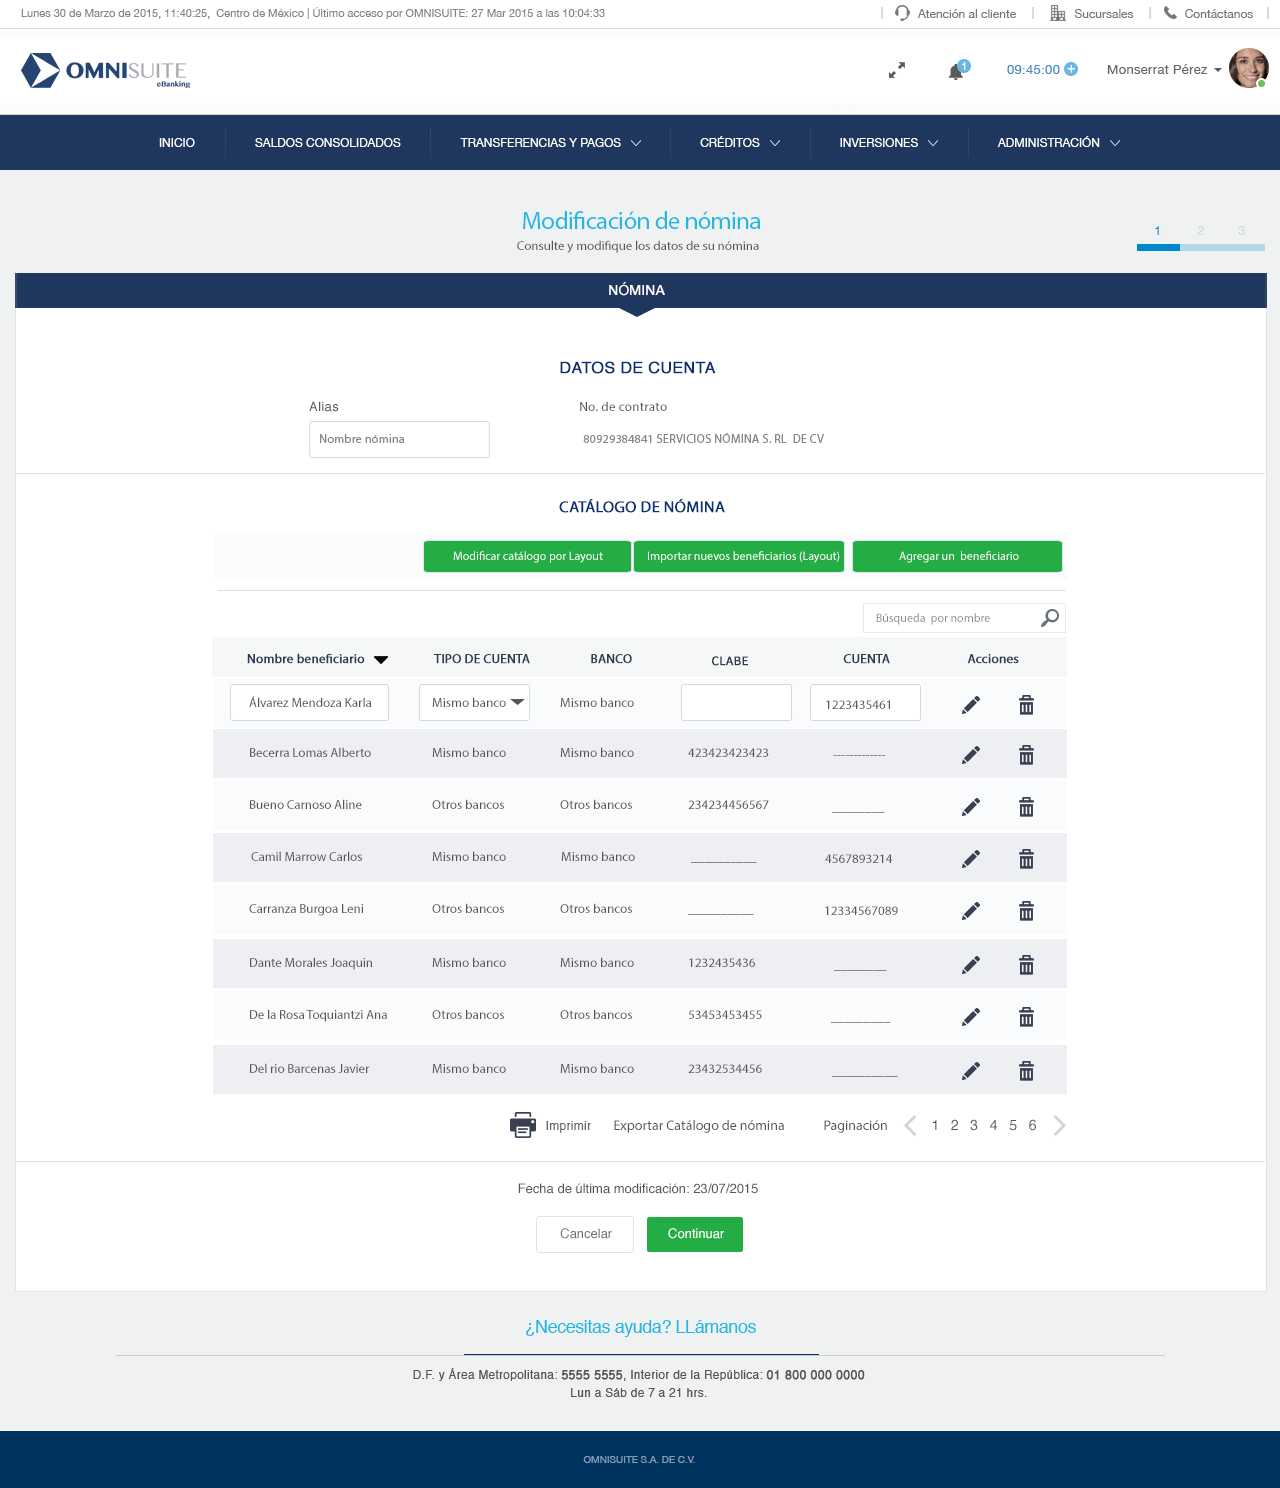 Lunes 30 de Marzo de 2015, 11:40:25, Centro de México | Último acceso por OMNISUITE: 27 Mar 2015 a las 10:04:33 | Atención al cliente | Sucursales | Contáctanos |
OMNISUITE
eBanking
1
09:45:00
Monserrat Pérez
INICIO SALDOS CONSOLIDADOS TRANSFERENCIAS Y PAGOS CRÉDITOS INVERSIONES ADMINISTRACIÓN
Modificación de nómina
Consulte y modifique los datos de su nómina
1 2 3
NÓMINA
DATOS DE CUENTA
Alias No. de contrato
Nombre nómina 80929384841 SERVICIOS NÓMINA S. RL DE CV
CATÁLOGO DE NÓMINA
Modificar catálogo por Layout Importar nuevos beneficiarios (Layout) Agregar un beneficiario
Búsqueda por nombre
Nombre beneficiario TIPO DE CUENTA BANCO CLABE CUENTA Acciones
Álvarez Mendoza Karla Mismo banco Mismo banco 1223435461
Becerra Lomas Alberto Mismo banco Mismo banco 423423423423 -------------
Bueno Carnoso Aline Otros bancos Otros bancos 234234456567 ________
Camil Marrow Carlos Mismo banco Mismo banco __________ 4567893214
Carranza Burgoa Leni Otros bancos Otros bancos __________ 12334567089
Dante Morales Joaquin Mismo banco Mismo banco 1232435436 ________
De la Rosa Toquiantzi Ana Otros bancos Otros bancos 53453453455 _________
Del rio Barcenas Javier Mismo banco Mismo banco 23432534456 __________
Imprimir Exportar Catálogo de nómina Paginación 1 2 3 4 5 6
Fecha de última modificación: 23/07/2015
Cancelar Continuar
¿Necesitas ayuda? LLámanos
D.F. y Área Metropolitana: 5555 5555, Interior de la República: 01 800 000 0000
Lun a Sáb de 7 a 21 hrs.
OMNISUITE S.A. DE C.V.